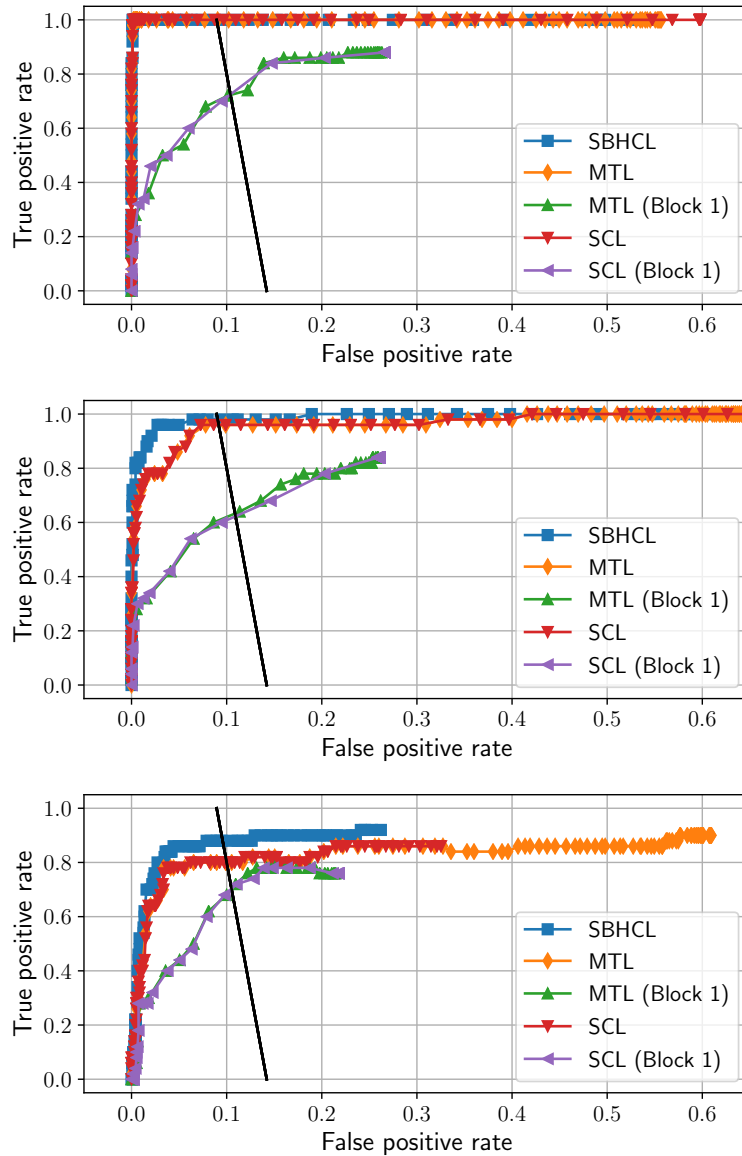 1.0
0.8
0.6
0.4
0.2
0.0
True positive rate
SBHCL
MTL
MTL (Block 1)
SCL
SCL (Block 1)
0.0 0.1 0.2 0.3 0.4 0.5 0.6
False positive rate
1.0
0.8
0.6
0.4
0.2
0.0
True positive rate
SBHCL
MTL
MTL (Block 1)
SCL
SCL (Block 1)
0.0 0.1 0.2 0.3 0.4 0.5 0.6
False positive rate
1.0
0.8
0.6
0.4
0.2
0.0
True positive rate
SBHCL
MTL
MTL (Block 1)
SCL
SCL (Block 1)
0.0 0.1 0.2 0.3 0.4 0.5 0.6
False positive rate